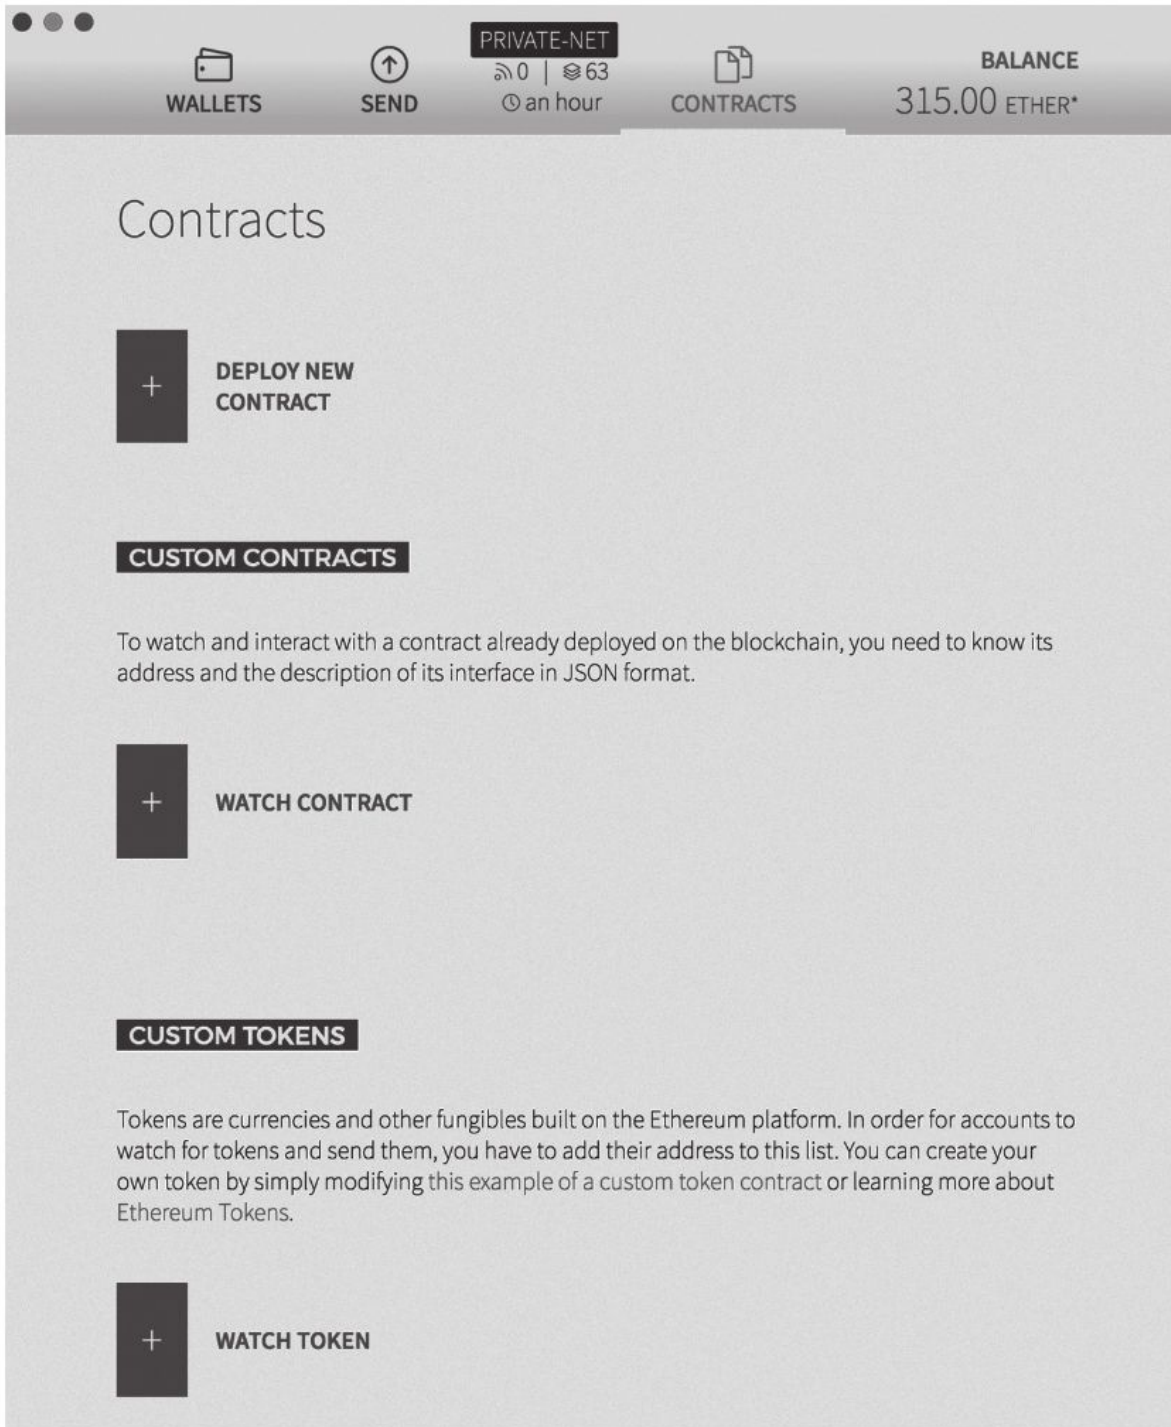 PRIVATE-NET
0 | 63
an hour
WALLETS
SEND
CONTRACTS
BALANCE
315.00 ETHER*
Contracts
+
DEPLOY NEW
CONTRACT
CUSTOM CONTRACTS
To watch and interact with a contract already deployed on the blockchain, you need to know its
address and the description of its interface in JSON format.
+
WATCH CONTRACT
CUSTOM TOKENS
Tokens are currencies and other fungibles built on the Ethereum platform. In order for accounts to
watch for tokens and send them, you have to add their address to this list. You can create your
own token by simply modifying this example of a custom token contract or learning more about
Ethereum Tokens.
+
WATCH TOKEN